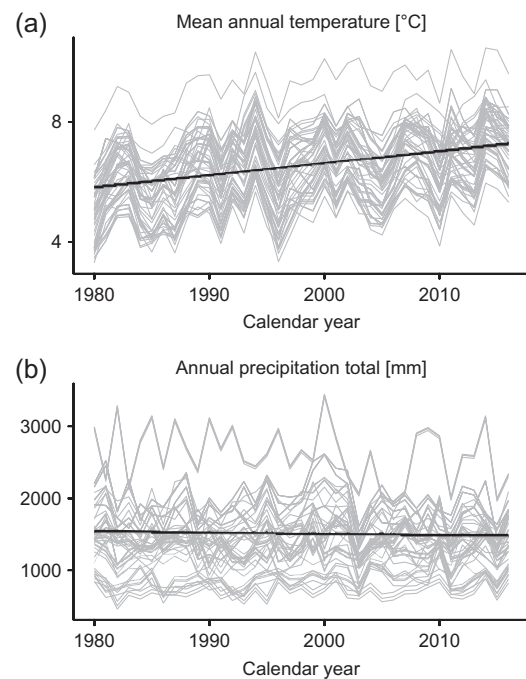 (a) Mean annual temperature [°C]
8
4
1980 1990 2000 2010
Calendar year
(b) Annual precipitation total [mm]
3000
2000
1000
1980 1990 2000 2010
Calendar year